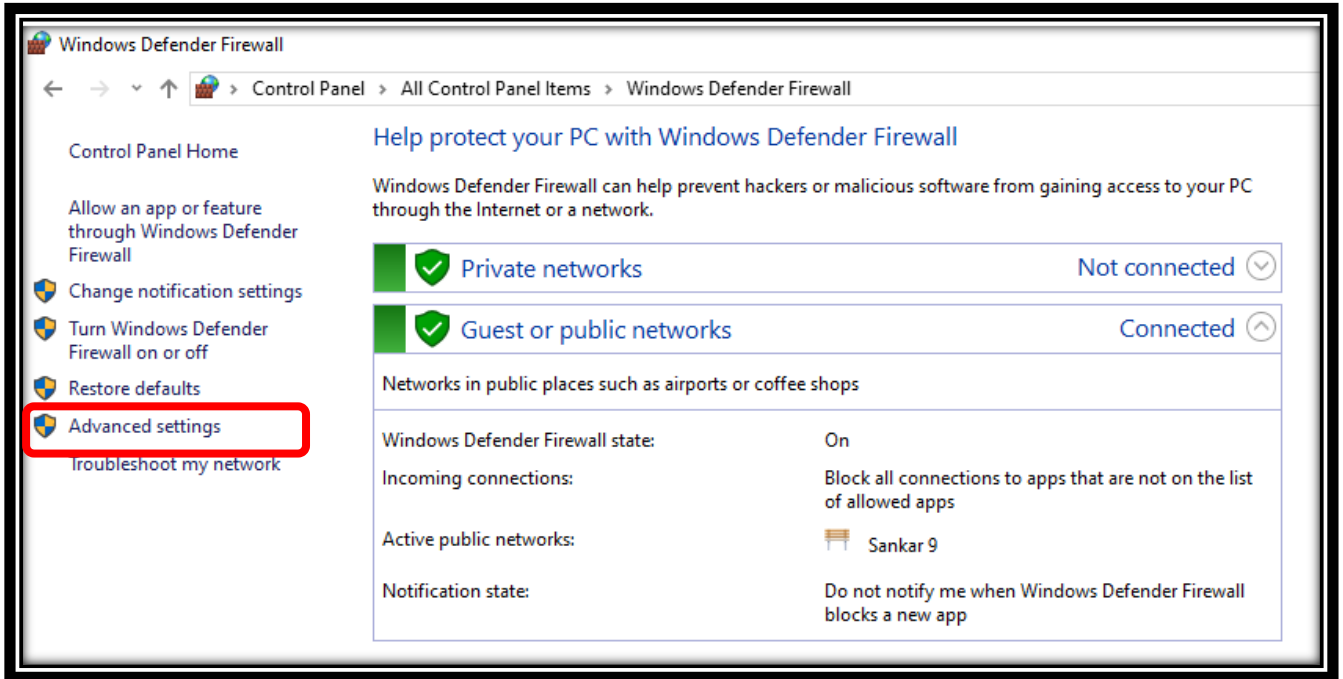 Windows Defender Firewall
Control Panel > All Control Panel Items > Windows Defender Firewall
Control Panel Home
Allow an app or feature
through Windows Defender
Firewall
Change notification settings
Turn Windows Defender
Firewall on or off
Restore defaults
Advanced settings
Troubleshoot my network
Help protect your PC with Windows Defender Firewall
Windows Defender Firewall can help prevent hackers or malicious software from gaining access to your PC
through the Internet or a network.
Private networks Not connected
Guest or public networks Connected
Networks in public places such as airports or coffee shops
Windows Defender Firewall state: On
Incoming connections: Block all connections to apps that are not on the list
of allowed apps
Active public networks: Sankar 9
Notification state: Do not notify me when Windows Defender Firewall
blocks a new app